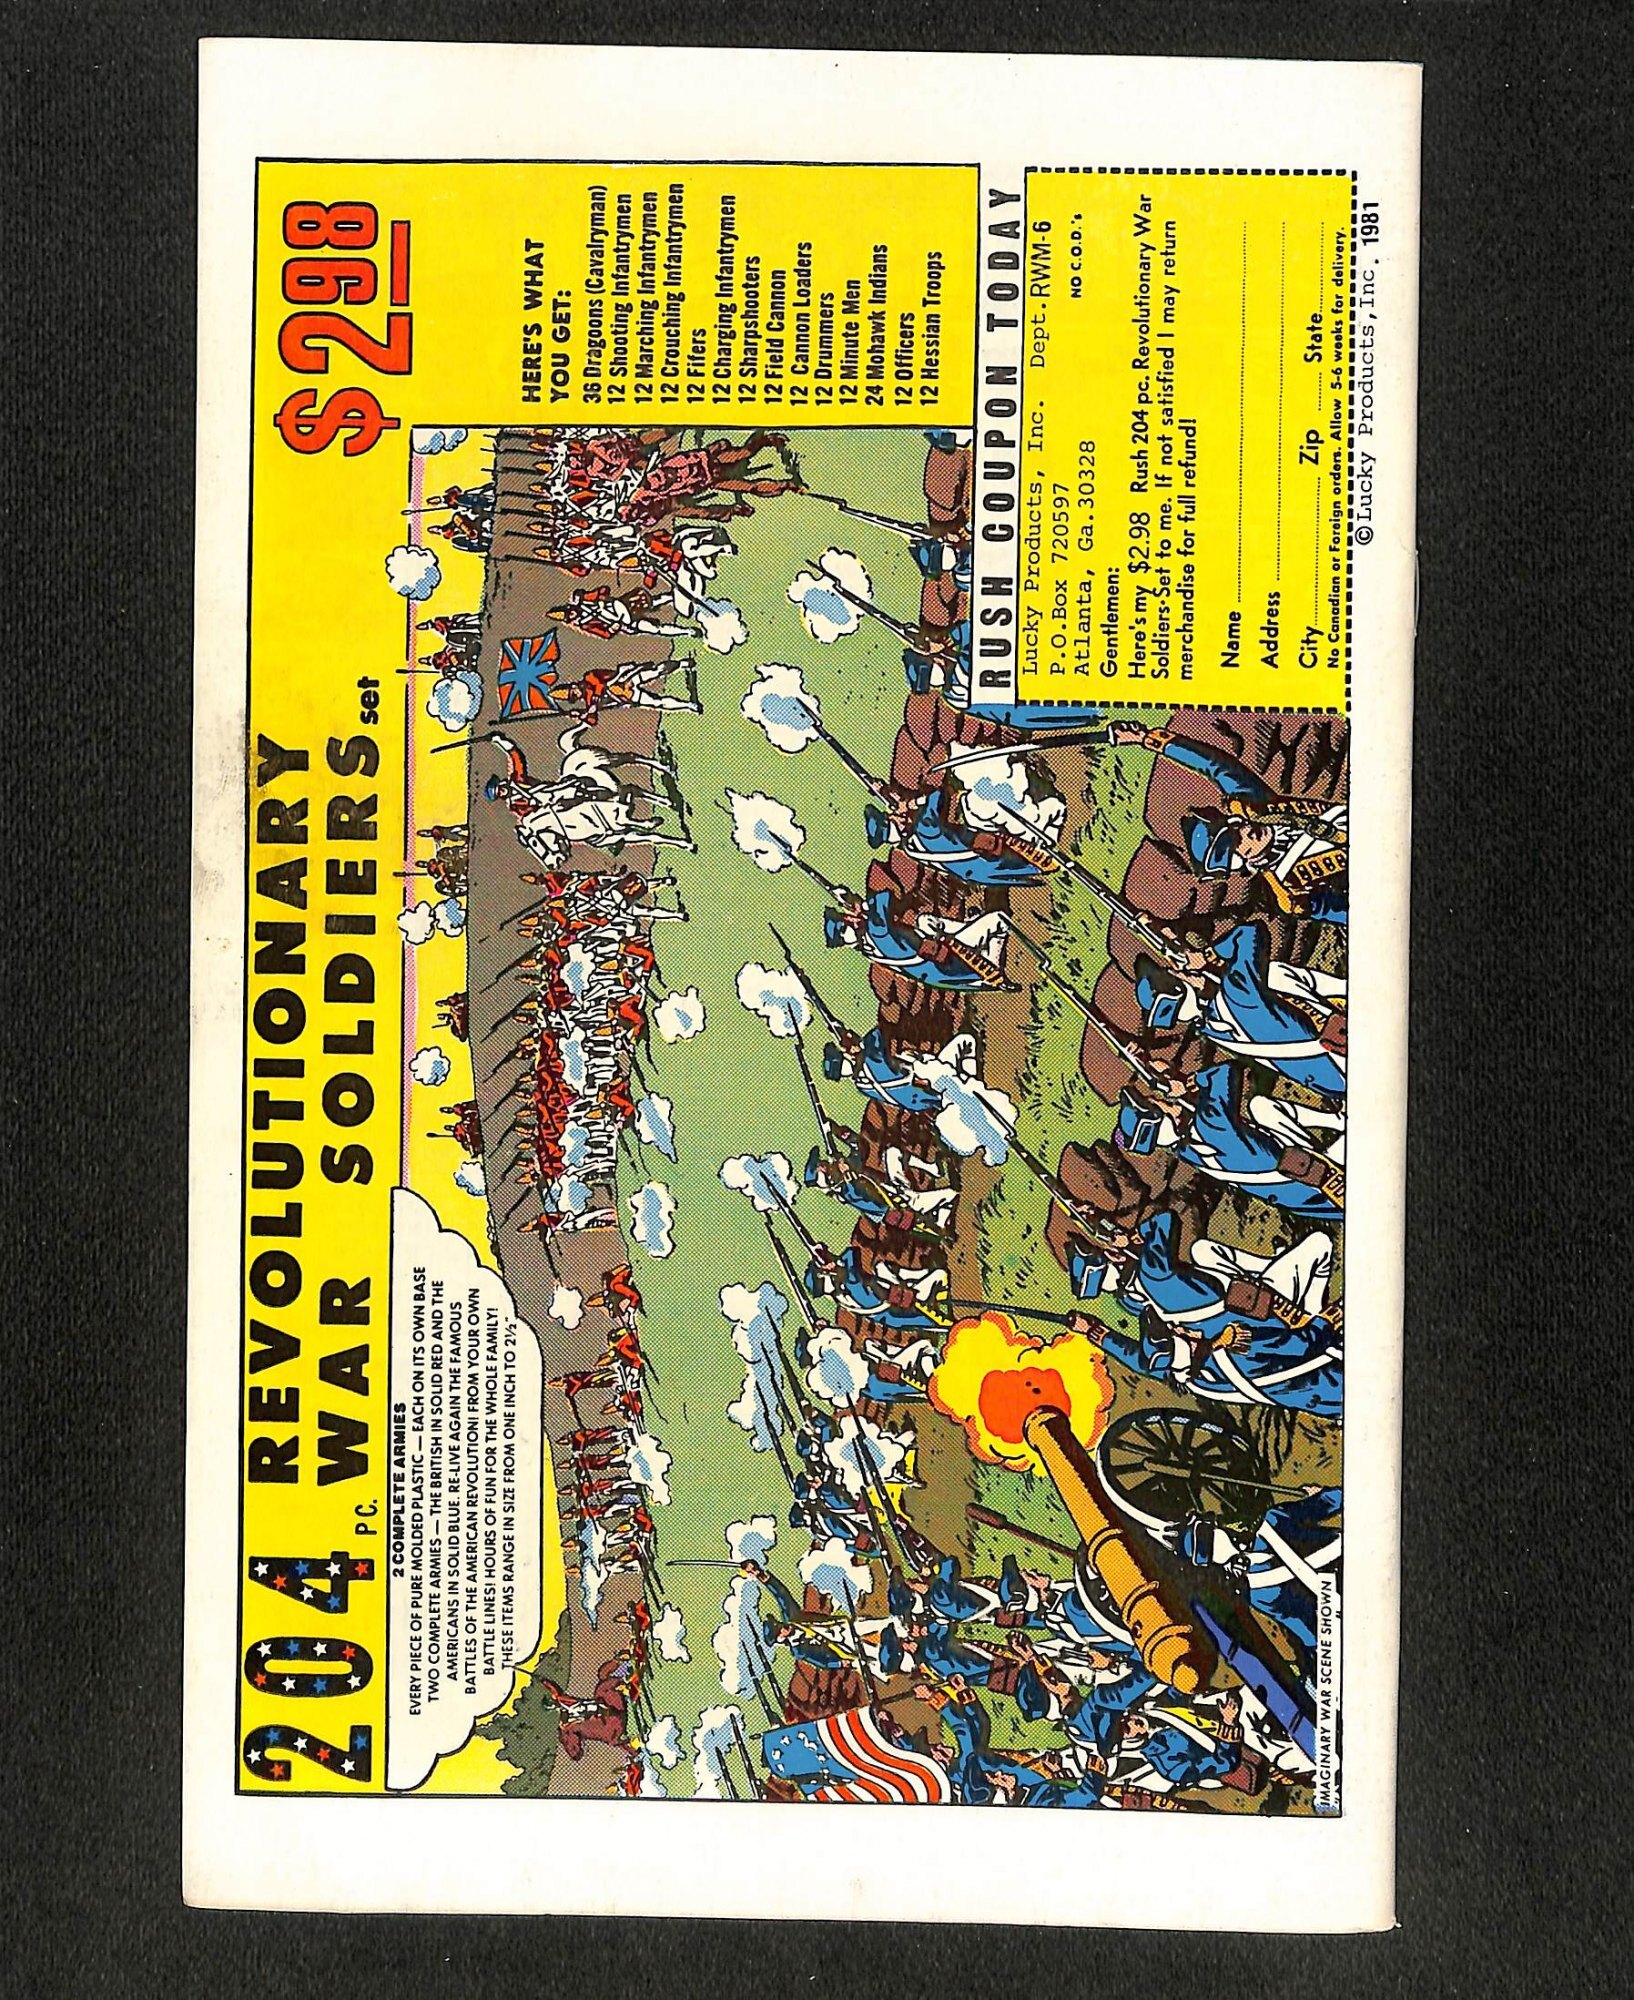 204 PC. REVOLUTIONARY
WAR SOLDIERS set
$2.98
2 COMPLETE ARMIES
EVERY PIECE OF PURE MOLDED PLASTIC — EACH ON ITS OWN BASE
TWO COMPLETE ARMIES — THE BRITISH IN SOLID RED AND THE
AMERICANS IN SOLID BLUE. RE-LIVE AGAIN THE FAMOUS
BATTLES OF THE AMERICAN REVOLUTION! FROM YOUR OWN
BATTLE LINES! HOURS OF FUN FOR THE WHOLE FAMILY!
THESE ITEMS RANGE IN SIZE FROM ONE INCH TO 2½"
HERE'S WHAT
YOU GET:
36 Dragpons (Cavalryman)
12 Shooting Infantrymen
12 Marching Infantrymen
12 Crouching Infantrymen
12 Fifers
12 Charging Infantrymen
12 Sharpshooters
12 Field Cannon
12 Cannon Loaders
12 Drummers
12 Minute Men
24 Mohawk Indians
12 Officers
12 Hessian Troops
RUSH COUPON TODAY
Lucky Products, Inc. Dept. RWM-6
P.O.Box 720597 NO C.O.D.'s
Atlanta, Ga.30328
Gentlemen:
Here's my $2.98 Rush 204 pc. Revolutionary War
Soldiers Set to me. If not satisfied I may return
merchandise for full refund!
Name
Address
City Zip State
No Canadian or Foreign orders. Allow 5-6 weeks for delivery.
© Lucky Products, Inc. 1981
IMAGINARY WAR SCENE SHOWN